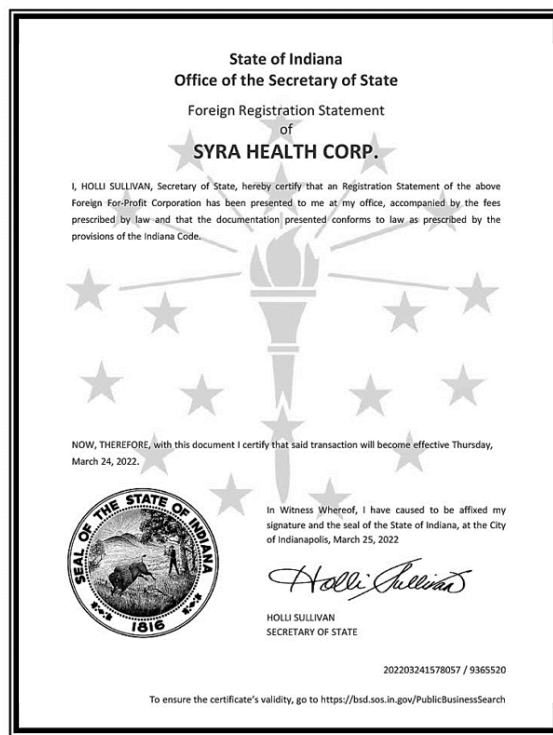 State of Indiana
Office of the Secretary of State
Foreign Registration Statement
of
SYRA HEALTH CORP.
I, HOLLI SULLIVAN, Secretary of State, hereby certify that an Registration Statement of the above
Foreign For-Profit Corporation has been presented to me at my office, accompanied by the fees
prescribed by law and that the documentation presented conforms to law as prescribed by the
provisions of the Indiana Code.
NOW, THEREFORE, with this document I certify that said transaction will become effective Thursday,
March 24, 2022.
SEAL OF THE STATE OF INDIANA
1816
In Witness Whereof, I have caused to be affixed my
signature and the seal of the State of Indiana, at the City
of Indianapolis, March 25, 2022
Holli Sullivan
HOLLI SULLIVAN
SECRETARY OF STATE
202203241578057 / 9365520
To ensure the certificate's validity, go to https://bsd.sos.in.gov/PublicBusinessSearch